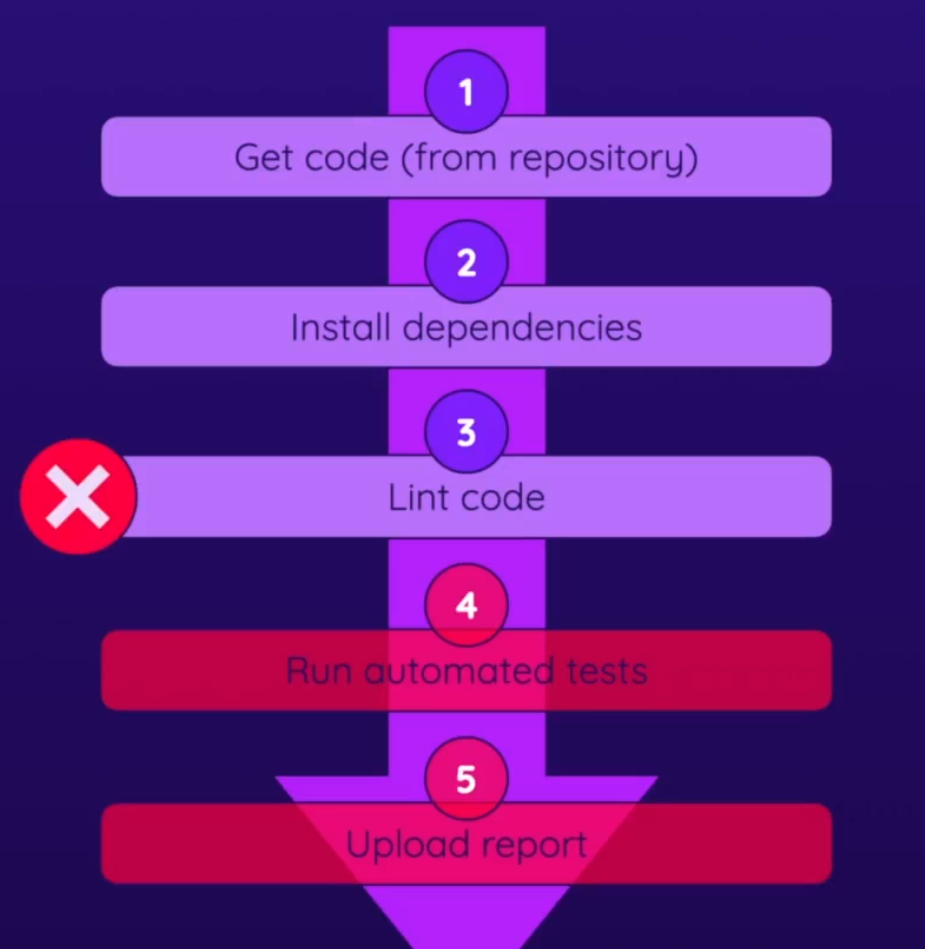 1
Get code (from repository)
2
Install dependencies
3
Lint code
4
Run automated tests
5
Upload report